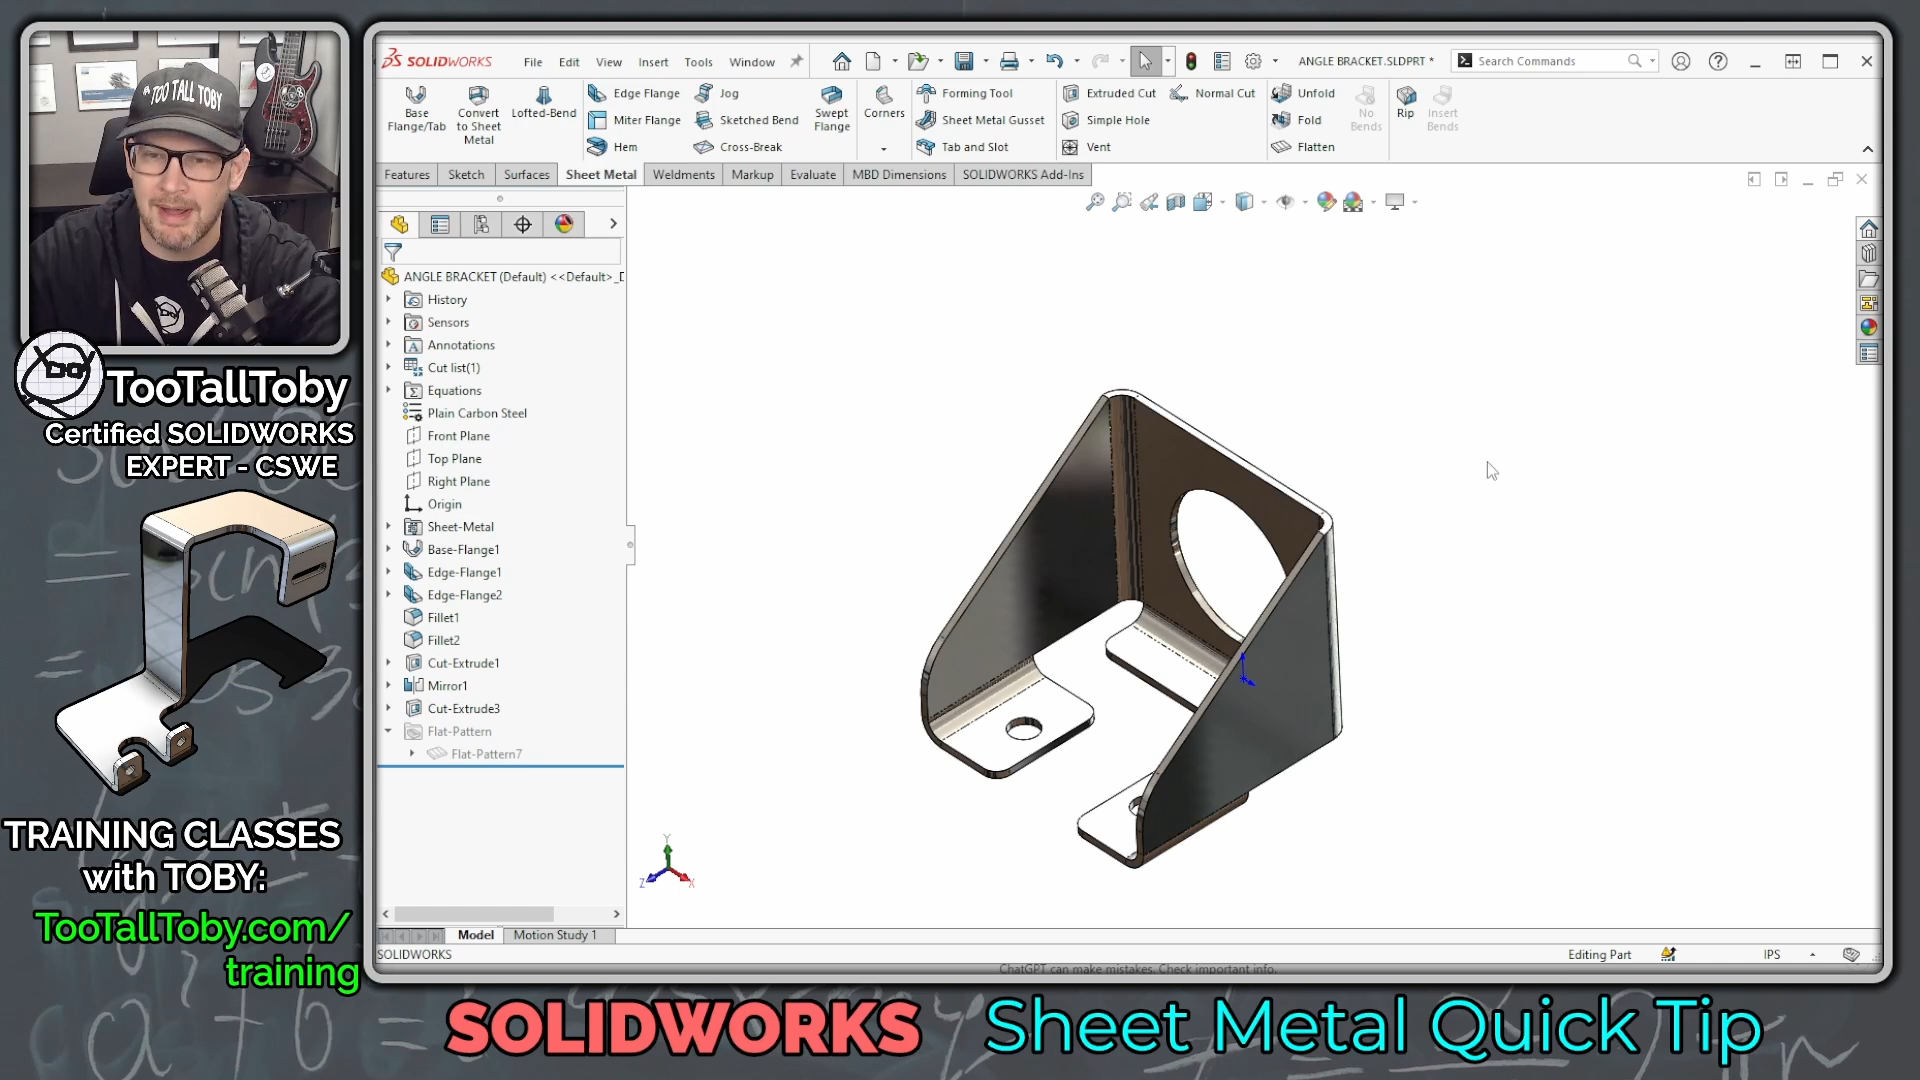 TOO TALL TOBY
TooTallToby
Certified SOLIDWORKS
EXPERT - CSWE
TRAINING CLASSES
with TOBY:
TooTallToby.com/
training
SOLIDWORKS
File Edit View Insert Tools Window
ANGLE BRACKET.SLDPRT *
Search Commands
Base Flange/Tab
Convert to Sheet Metal
Lofted-Bend
Edge Flange
Miter Flange
Hem
Jog
Sketched Bend
Cross-Break
Swept Flange
Corners
Forming Tool
Sheet Metal Gusset
Tab and Slot
Extruded Cut
Simple Hole
Vent
Normal Cut
Unfold
Fold
Flatten
No Bends
Rip
Insert Bends
Features Sketch Surfaces Sheet Metal Weldments Markup Evaluate MBD Dimensions SOLIDWORKS Add-Ins
ANGLE BRACKET (Default) <<Default>_D
History
Sensors
Annotations
Cut list(1)
Equations
Plain Carbon Steel
Front Plane
Top Plane
Right Plane
Origin
Sheet-Metal
Base-Flange1
Edge-Flange1
Edge-Flange2
Fillet1
Fillet2
Cut-Extrude1
Mirror1
Cut-Extrude3
Flat-Pattern
Flat-Pattern7
Y
Z
X
Model Motion Study 1
SOLIDWORKS
Editing Part
IPS
ChatGPT can make mistakes. Check important info.
SOLIDWORKS Sheet Metal Quick Tip